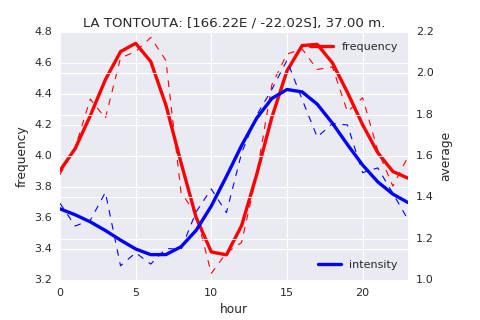 LA TONTOUTA: [166.22E / -22.02S], 37.00 m.
4.8
4.6
4.4
4.2
4.0
3.8
3.6
3.4
3.2
frequency
2.2
2.0
1.8
1.6
1.4
1.2
1.0
average
frequency
intensity
0 5 10 15 20
hour